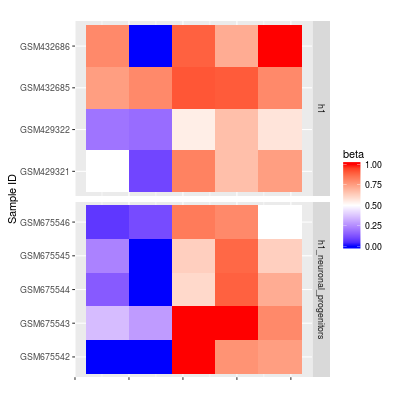 GSM432686
GSM432685
GSM429322
GSM429321
h1
GSM675546
GSM675545
GSM675544
GSM675543
GSM675542
h1_neuronal_progenitors
Sample ID
beta
1.00
0.75
0.50
0.25
0.00